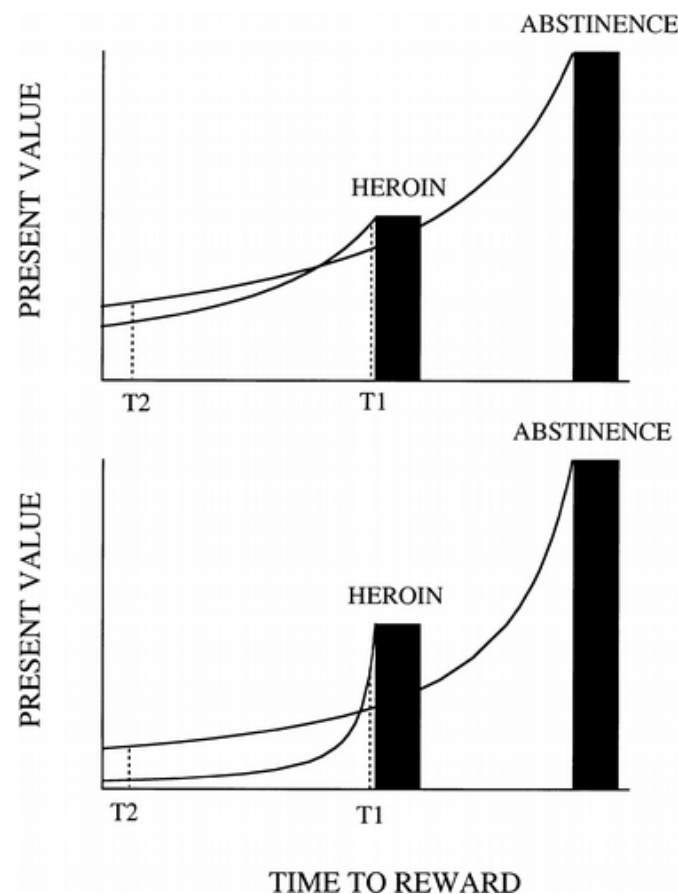 ABSTINENCE
PRESENT VALUE
HEROIN
T2
T1
ABSTINENCE
PRESENT VALUE
HEROIN
T2
T1
TIME TO REWARD